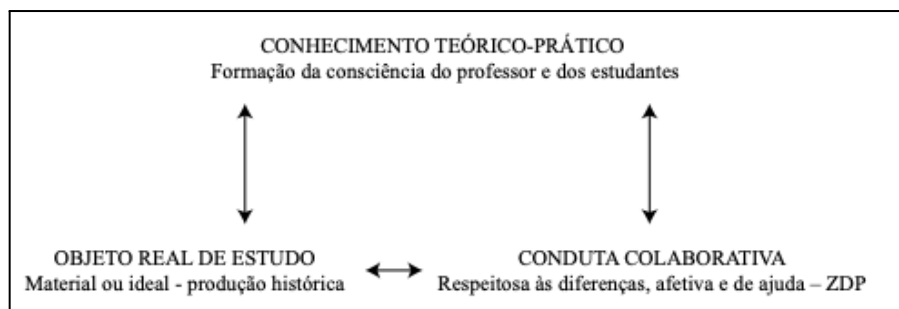 CONHECIMENTO TEÓRICO-PRÁTICO
Formação da consciência do professor e dos estudantes
OBJETO REAL DE ESTUDO
Material ou ideal - produção histórica
CONDUTA COLABORATIVA
Respeitosa às diferenças, afetiva e de ajuda – ZDP